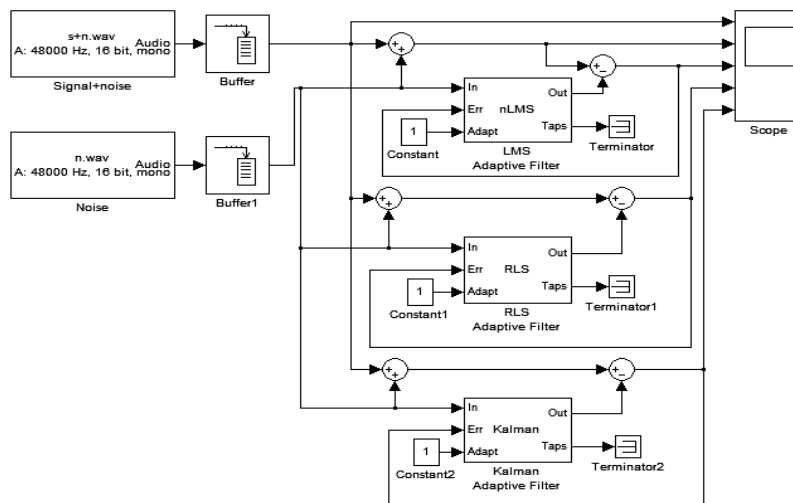 s+n.wav
A: 48000 Hz, 16 bit, mono
Audio
Signal+noise
Buffer
n.wav
A: 48000 Hz, 16 bit, mono
Audio
Noise
Buffer1
+
+
+
−
In
Err
Adapt
nLMS
Out
Taps
1
Constant
LMS
Adaptive Filter
Terminator
Scope
+
+
+
−
In
Err
Adapt
RLS
Out
Taps
1
Constant1
RLS
Adaptive Filter
Terminator1
+
+
+
−
In
Err
Adapt
Kalman
Out
Taps
1
Constant2
Kalman
Adaptive Filter
Terminator2